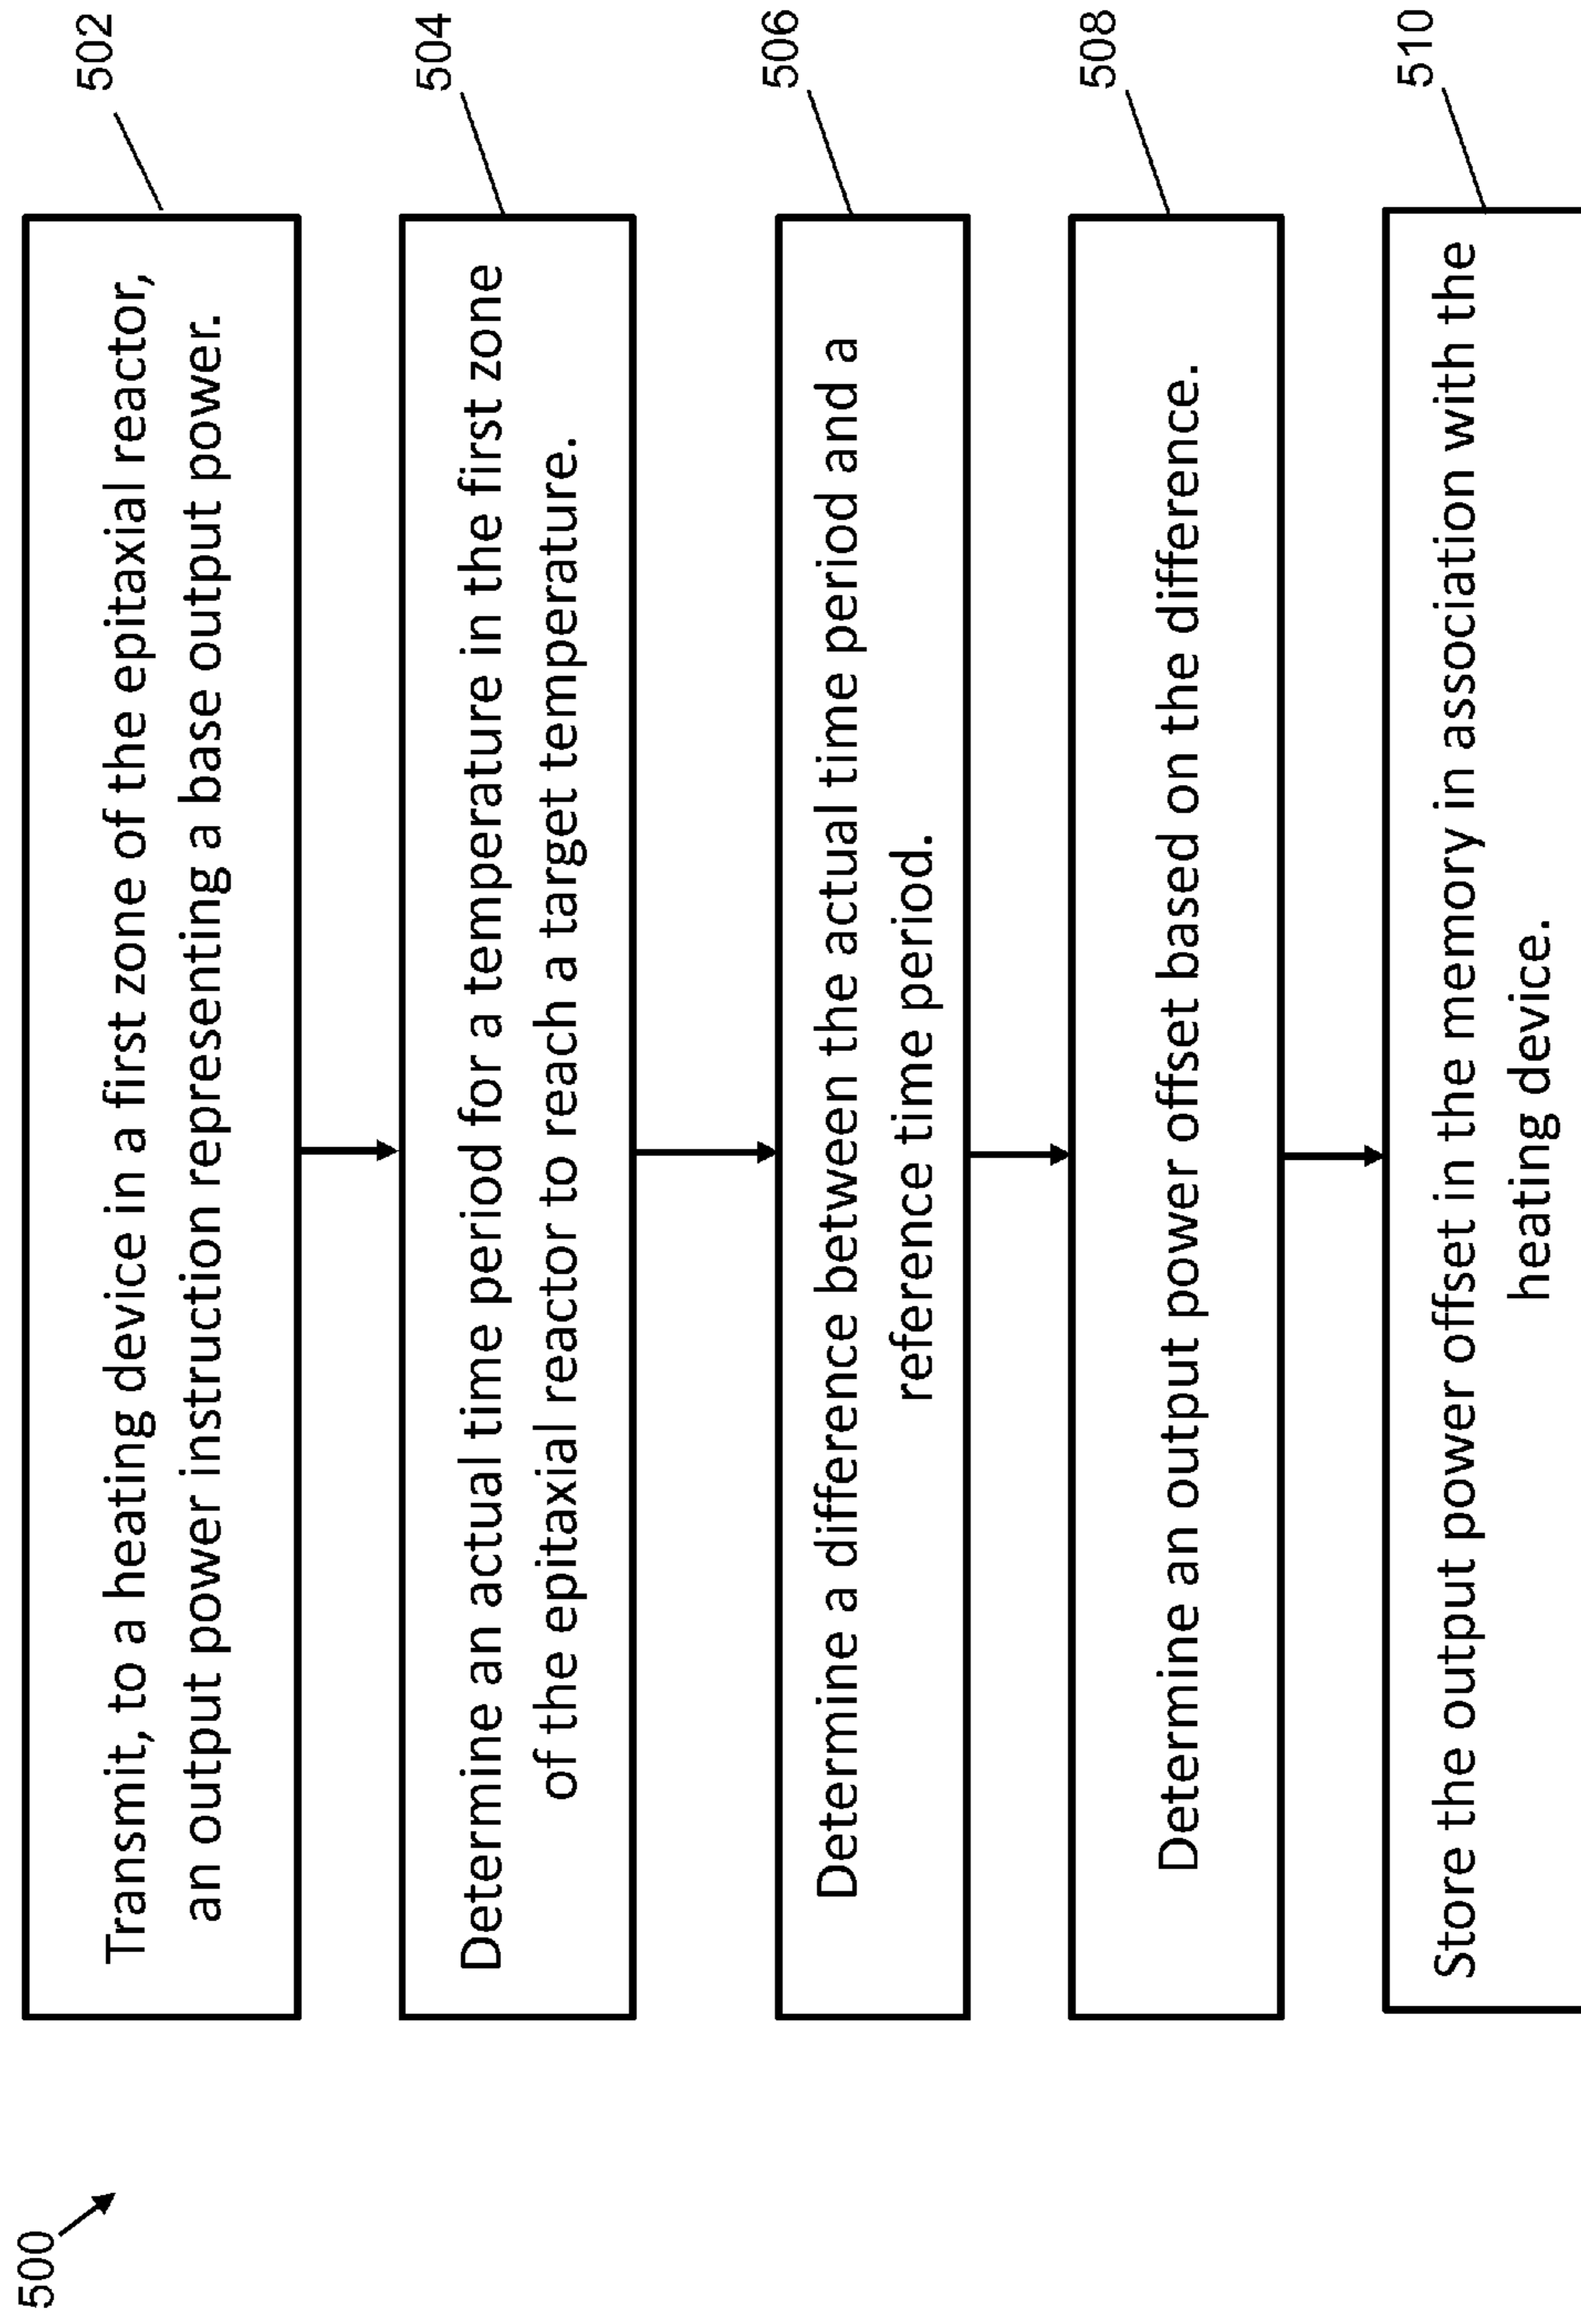 500
Transmit, to a heating device in a first zone of the epitaxial reactor,
an output power instruction representing a base output power.
502
Determine an actual time period for a temperature in the first zone
of the epitaxial reactor to reach a target temperature.
504
Determine a difference between the actual time period and a
reference time period.
506
Determine an output power offset based on the difference.
508
Store the output power offset in the memory in association with the
heating device.
510